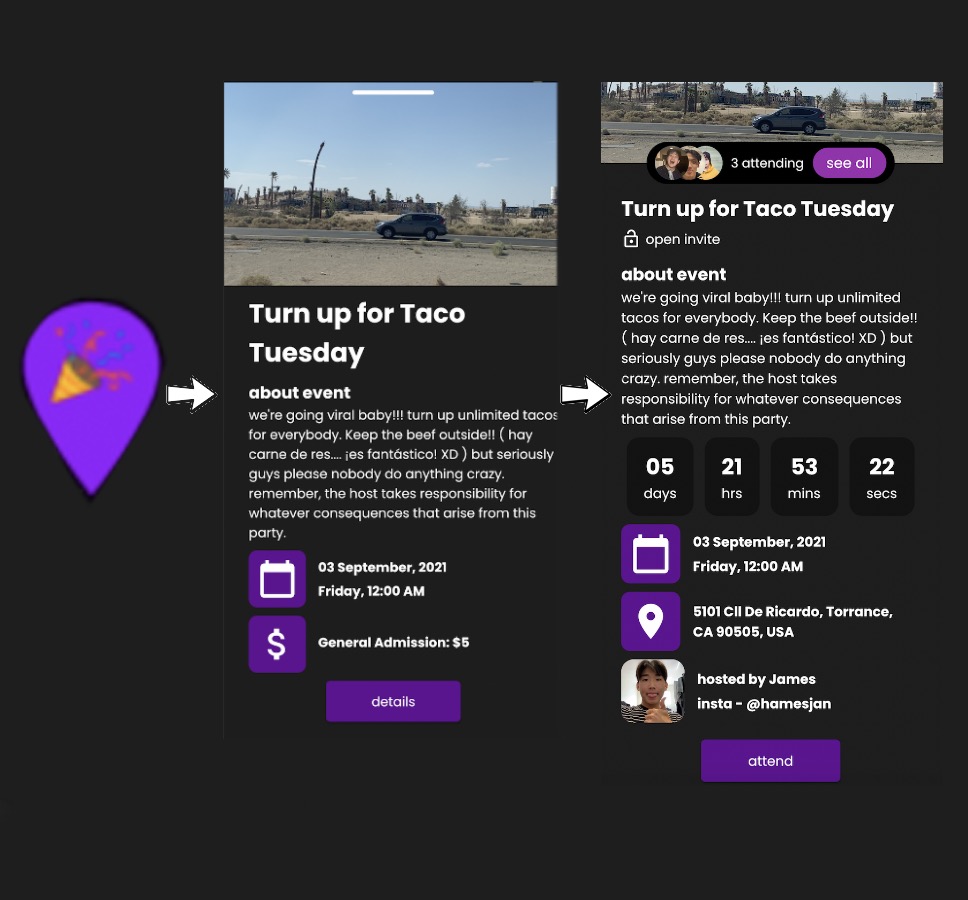 Turn up for Taco
Tuesday
about event
we're going viral baby!!! turn up unlimited tacos
for everybody. Keep the beef outside!! ( hay
carne de res.... ¡es fantástico! XD ) but seriously
guys please nobody do anything crazy.
remember, the host takes responsibility for
whatever consequences that arise from this
party.
03 September, 2021
Friday, 12:00 AM
$
General Admission: $5
details
3 attending
see all
Turn up for Taco Tuesday
open invite
about event
we're going viral baby!!! turn up unlimited
tacos for everybody. Keep the beef outside!!
( hay carne de res.... ¡es fantástico! XD ) but
seriously guys please nobody do anything
crazy. remember, the host takes
responsibility for whatever consequences
that arise from this party.
05 21 53 22
days hrs mins secs
03 September, 2021
Friday, 12:00 AM
5101 Cll De Ricardo, Torrance,
CA 90505, USA
hosted by James
insta - @hamesjan
attend